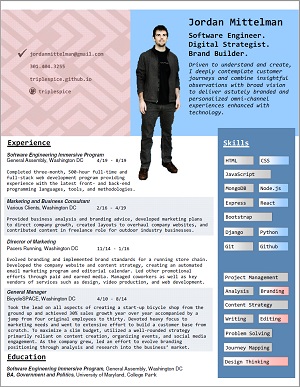 Jordan Mittelman
Software Engineer.
Digital Strategist.
Brand Builder.
Driven to understand and create,
I deeply contemplate customer
journeys and combine insightful
observations with broad vision
to deliver astutely branded and
personalized omni-channel
experiences enhanced with
technology.
jordanmittelman@gmail.com
301.404.3235
triplespice.github.io
triplespice
Experience
Software Engineering Immersive Program
General Assembly, Washington DC 4/19 - 8/19
Completed three-month, 500-hour full-time and
full-stack web development program providing
experience with the latest front- and back-end
programming languages, tools, and methodologies.
Marketing and Business Consultant
Various Clients, Washington DC 2/16 - 4/19
Provided business analysis and branding advice, developed marketing plans
to direct company growth, created layouts to overhaul company websites, and
contributed content in freelance role for outdoor industry businesses.
Director of Marketing
Pacers Running, Washington DC 11/14 - 1/16
Evolved branding and implemented brand standards for a running store chain.
Developed the company website and content strategy, creating an automated
email marketing program and editorial calendar. Led other promotional
efforts through paid and earned media. Managed coworkers as well as key
vendors of services such as design, video production, and web development.
General Manager
BicycleSPACE, Washington DC 4/10 - 8/14
Took the lead on all aspects of creating a start-up bicycle shop from the
ground up and achieved 30% sales growth year over year accompanied by a
jump from four original employees to thirty. Devoted heavy focus to
marketing needs and went to extensive effort to build a customer base from
scratch. To maximize a slim budget, utilized a well-rounded strategy
primarily reliant on content creation, organizing events, and social media
engagement. As the company grew, led an effort to evolve branding
positioning through analysis and research into the business' market.
Education
Software Engineering Immersive Program, General Assembly, Washington DC
BA, Government and Politics, University of Maryland, College Park
Skills
HTML CSS
JavaScript
MongoDB Node.js
Express React
Bootstrap
Django Python
Git Github
Project Management
Analysis Branding
Content Strategy
Writing Editing
Problem Solving
Journey Mapping
Design Thinking